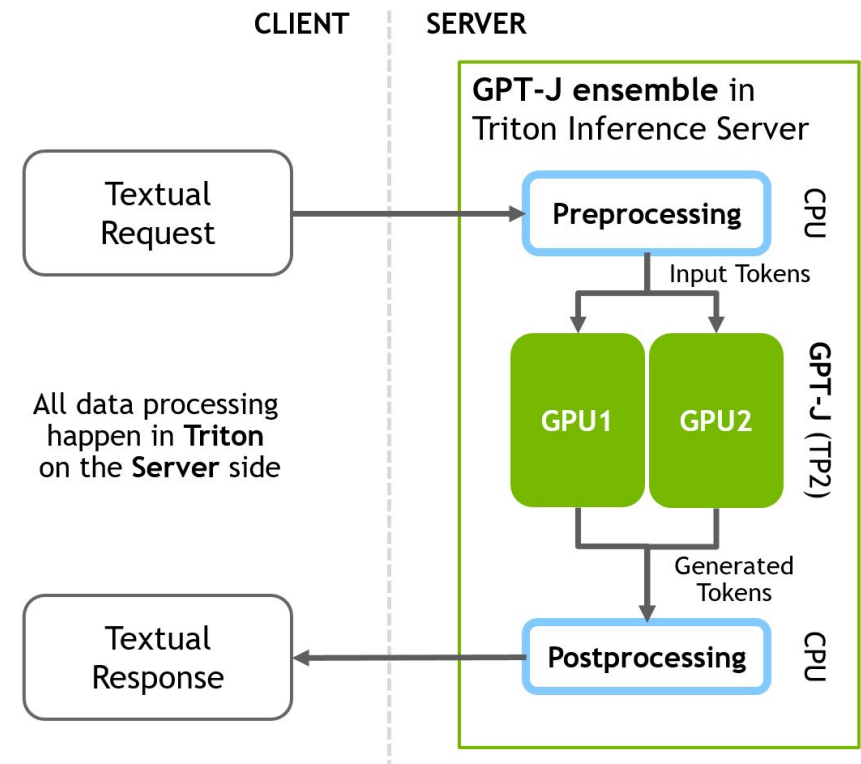 CLIENT
SERVER
GPT-J ensemble in
Triton Inference Server
Textual
Request
Preprocessing
CPU
Input Tokens
All data processing
happen in Triton
on the Server side
GPU1
GPU2
GPT-J (TP2)
Generated
Tokens
Textual
Response
Postprocessing
CPU